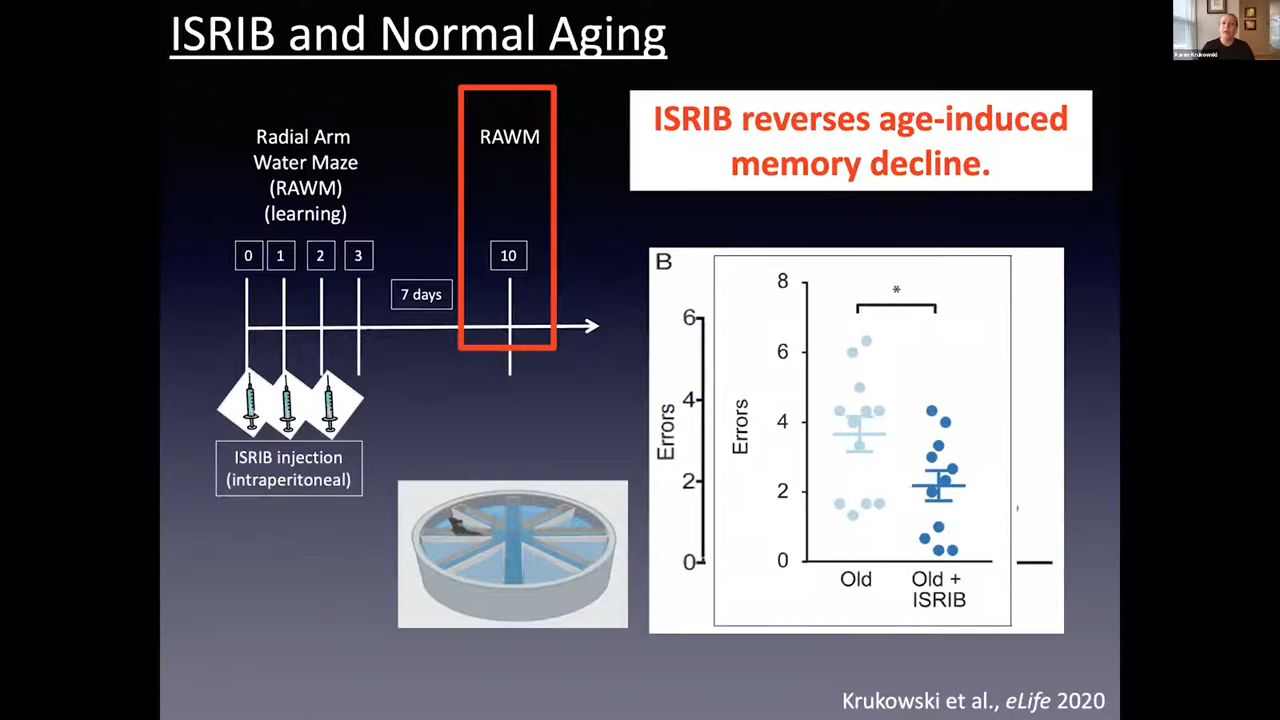 ISRIB and Normal Aging
Karen Krukowski
Radial Arm
Water Maze
(RAWM)
(learning)
RAWM
0
1
2
3
10
7 days
ISRIB injection
(intraperitoneal)
ISRIB reverses age-induced
memory decline.
B
6
4
2
0
Errors
8
6
4
2
0
Errors
*
Old
Old +
ISRIB
Krukowski et al., eLife 2020